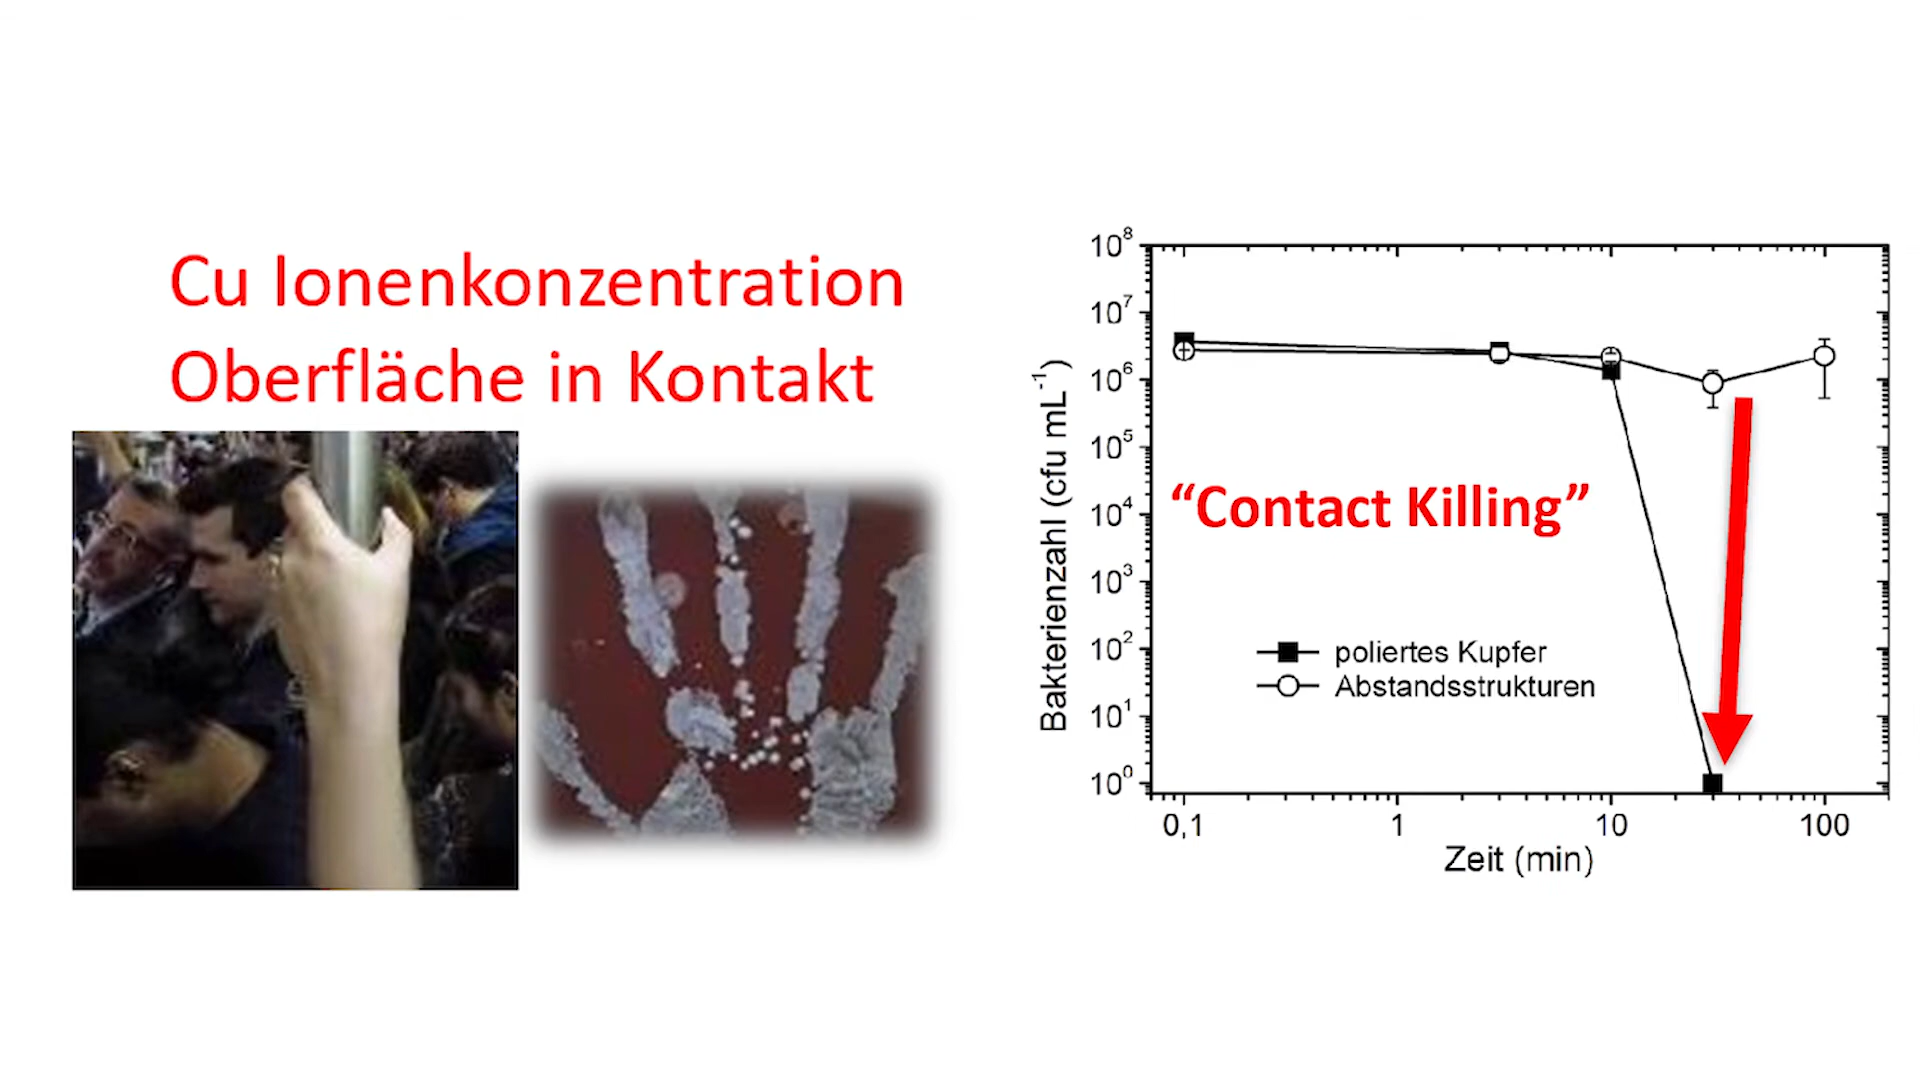 Cu Ionenkonzentration
Oberfläche in Kontakt
“Contact Killing”
Bakterienzahl (cfu mL⁻¹)
10⁸
10⁷
10⁶
10⁵
10⁴
10³
10²
10¹
10⁰
poliertes Kupfer
Abstandsstrukturen
0,1 1 10 100
Zeit (min)